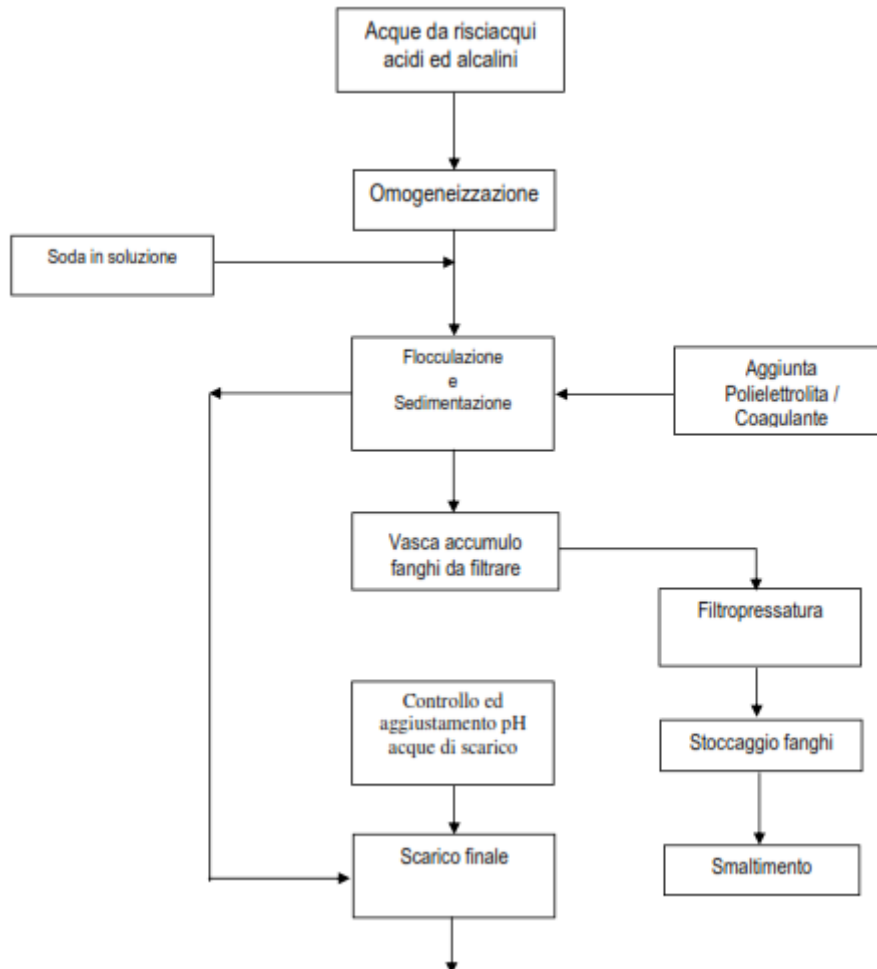 Acque da risciacqui
acidi ed alcalini
Omogeneizzazione
Soda in soluzione
Flocculazione
e
Sedimentazione
Aggiunta
Polielettrolita /
Coagulante
Vasca accumulo
fanghi da filtrare
Filtropressatura
Controllo ed
aggiustamento pH
acque di scarico
Stoccaggio fanghi
Scarico finale
Smaltimento